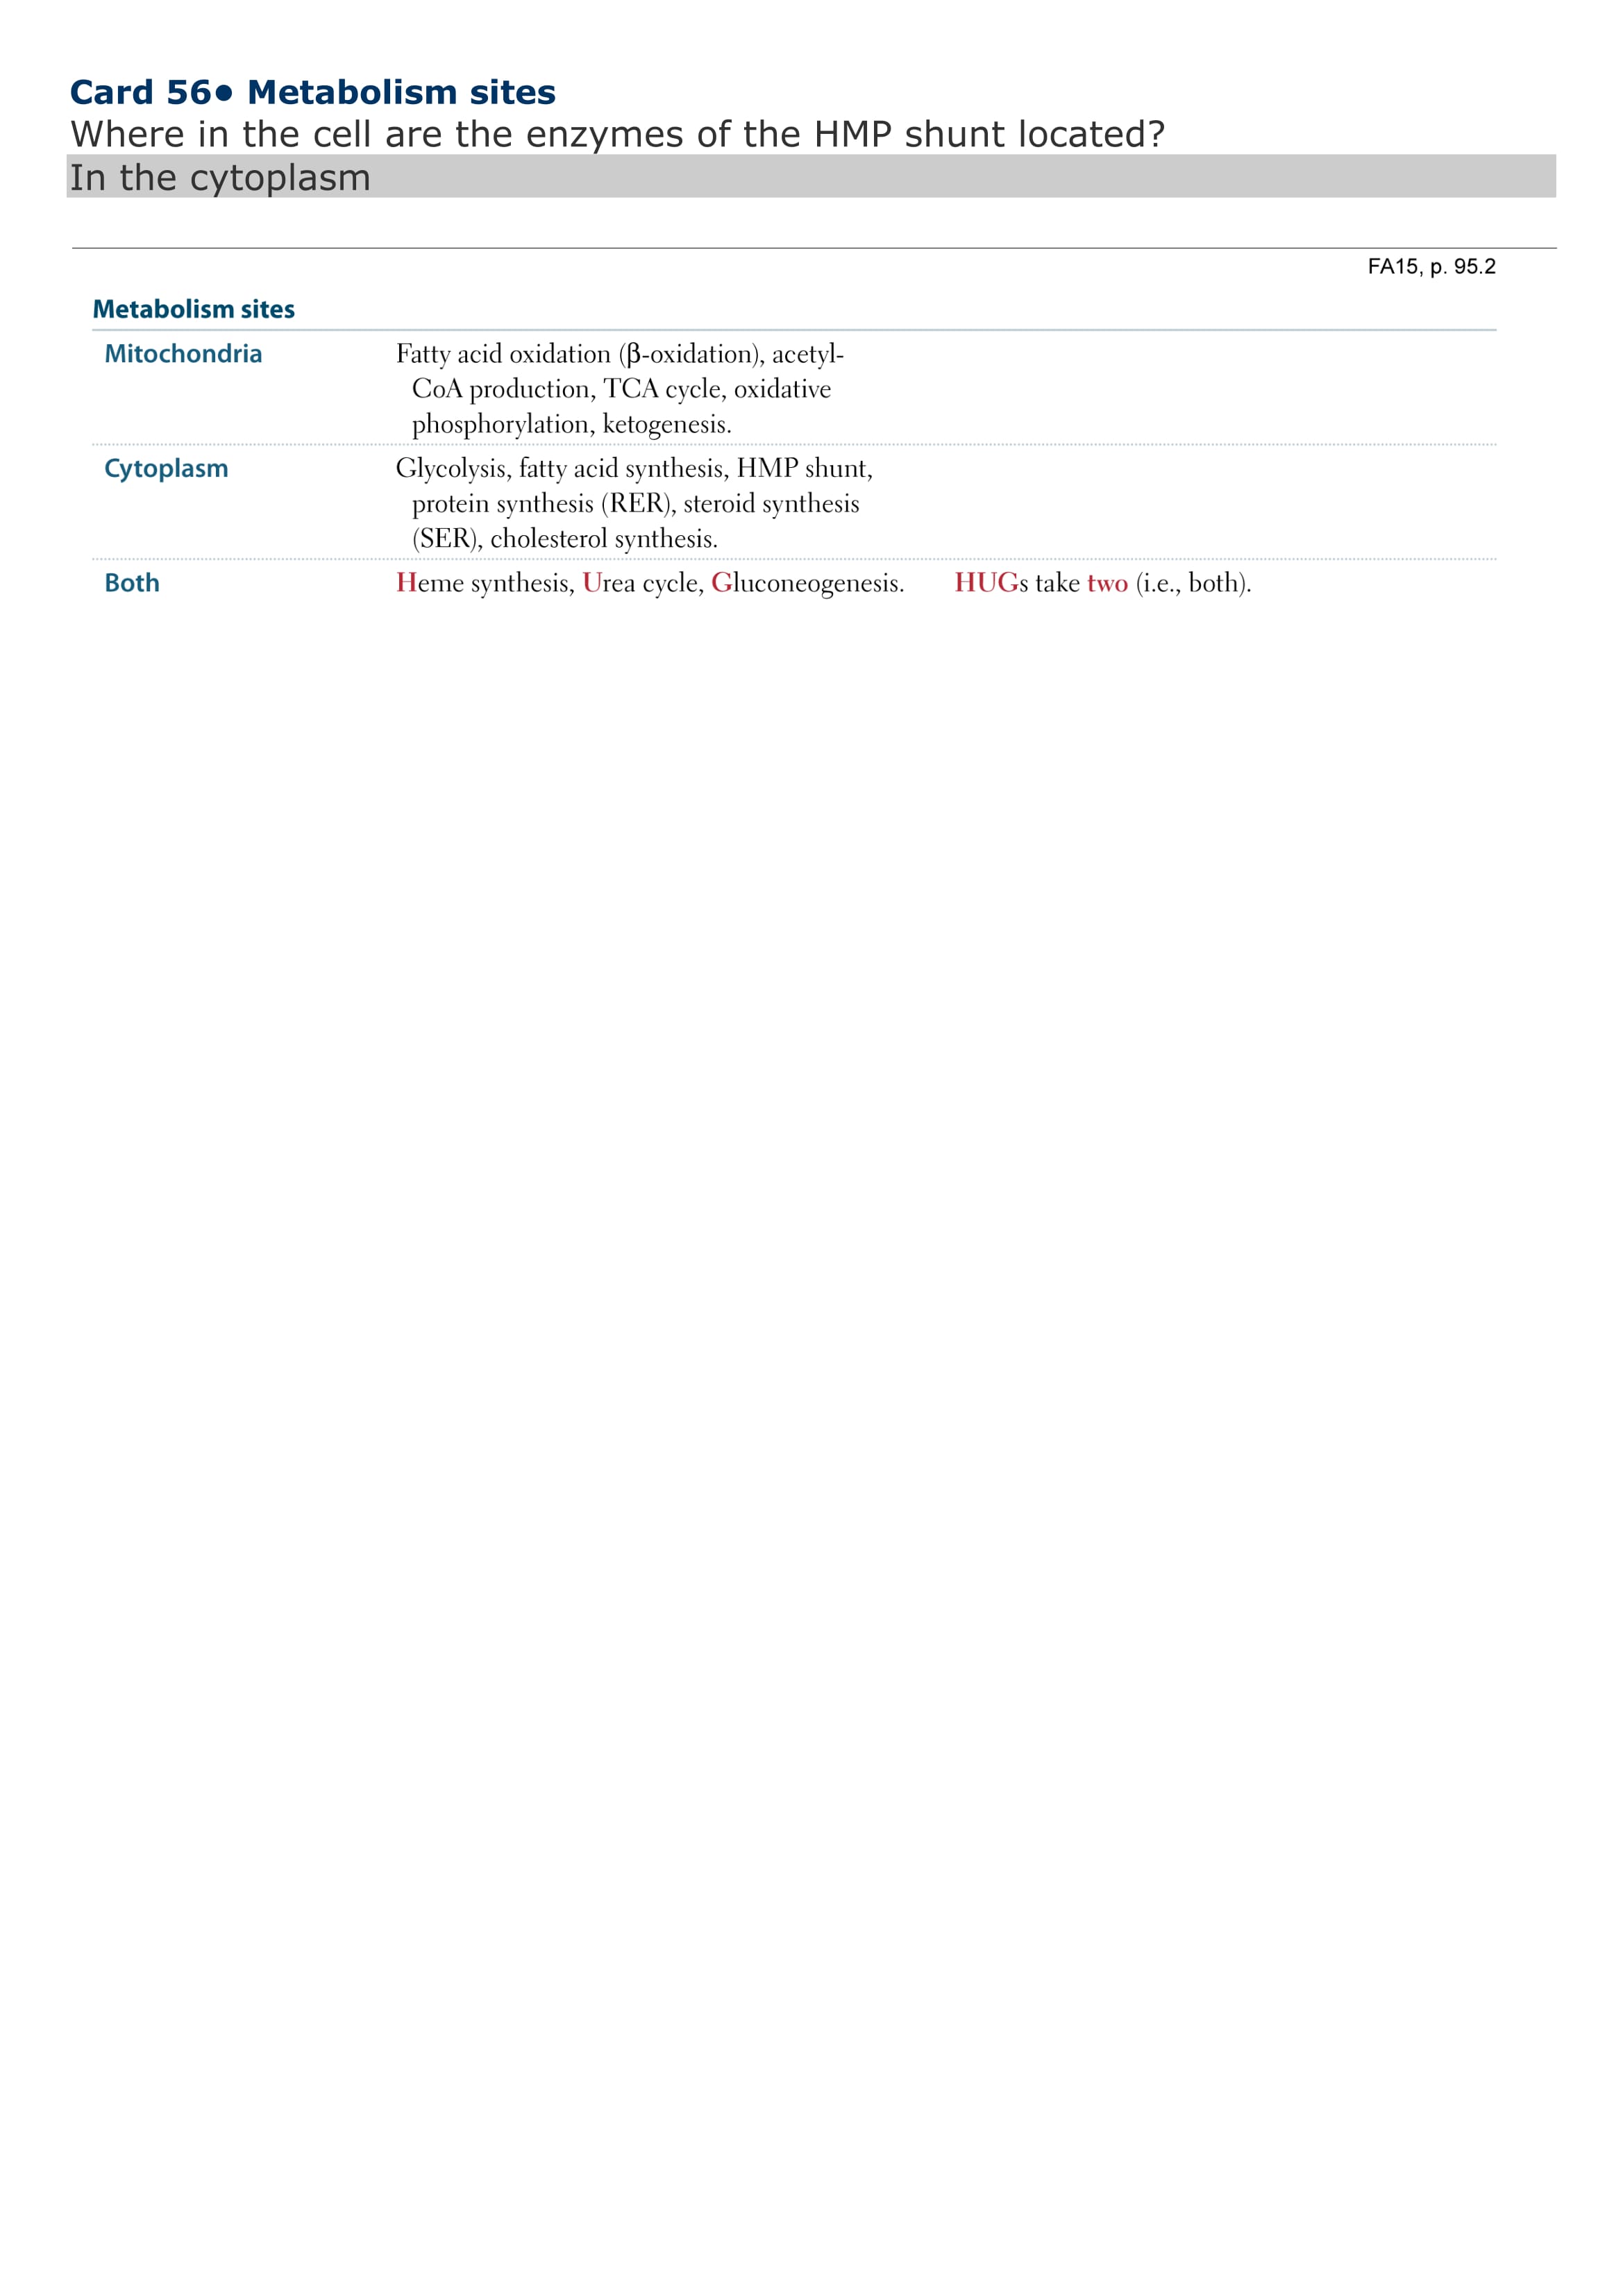 Card 56● Metabolism sites
Where in the cell are the enzymes of the HMP shunt located?
In the cytoplasm
FA15, p. 95.2
Metabolism sites
Mitochondria
Fatty acid oxidation (β-oxidation), acetyl-
CoA production, TCA cycle, oxidative
phosphorylation, ketogenesis.
Cytoplasm
Glycolysis, fatty acid synthesis, HMP shunt,
protein synthesis (RER), steroid synthesis
(SER), cholesterol synthesis.
Both
Heme synthesis, Urea cycle, Gluconeogenesis.
HUGs take two (i.e., both).